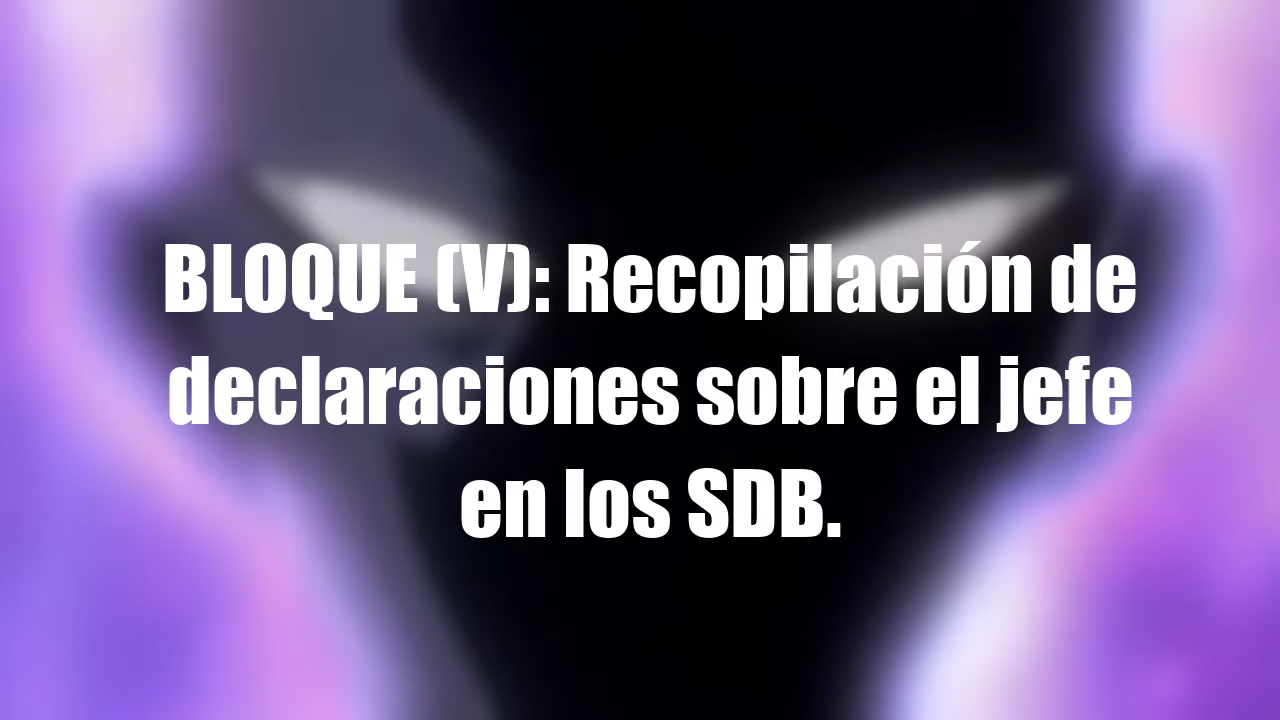 BLOQUE (V): Recopilación de
declaraciones sobre el jefe
en los SDB.